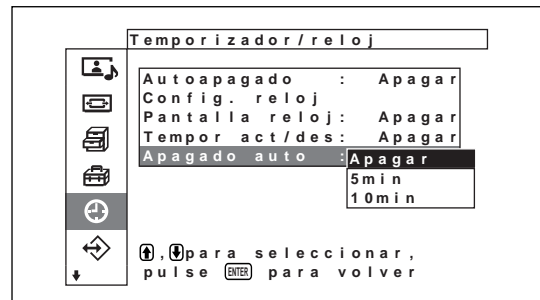 Temporizador/reloj
Autoapagado : Apagar
Config. reloj
Pantalla reloj: Apagar
Tempor act/des: Apagar
Apagado auto : Apagar
5min
10min
, para seleccionar,
pulse ENTER para volver